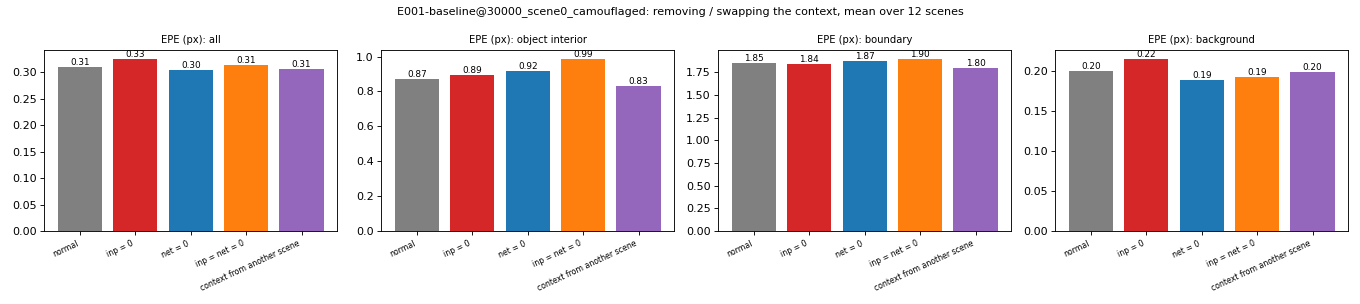 E001-baseline@30000_scene0_camouflaged: removing / swapping the context, mean over 12 scenes
EPE (px): all
0.30
0.25
0.20
0.15
0.10
0.05
0.00
0.31
0.33
0.30
0.31
0.31
normal
inp = 0
net = 0
inp = net = 0
context from another scene
EPE (px): object interior
1.0
0.8
0.6
0.4
0.2
0.0
0.87
0.89
0.92
0.99
0.83
normal
inp = 0
net = 0
inp = net = 0
context from another scene
EPE (px): boundary
1.75
1.50
1.25
1.00
0.75
0.50
0.25
0.00
1.85
1.84
1.87
1.90
1.80
normal
inp = 0
net = 0
inp = net = 0
context from another scene
EPE (px): background
0.20
0.15
0.10
0.05
0.00
0.20
0.22
0.19
0.19
0.20
normal
inp = 0
net = 0
inp = net = 0
context from another scene